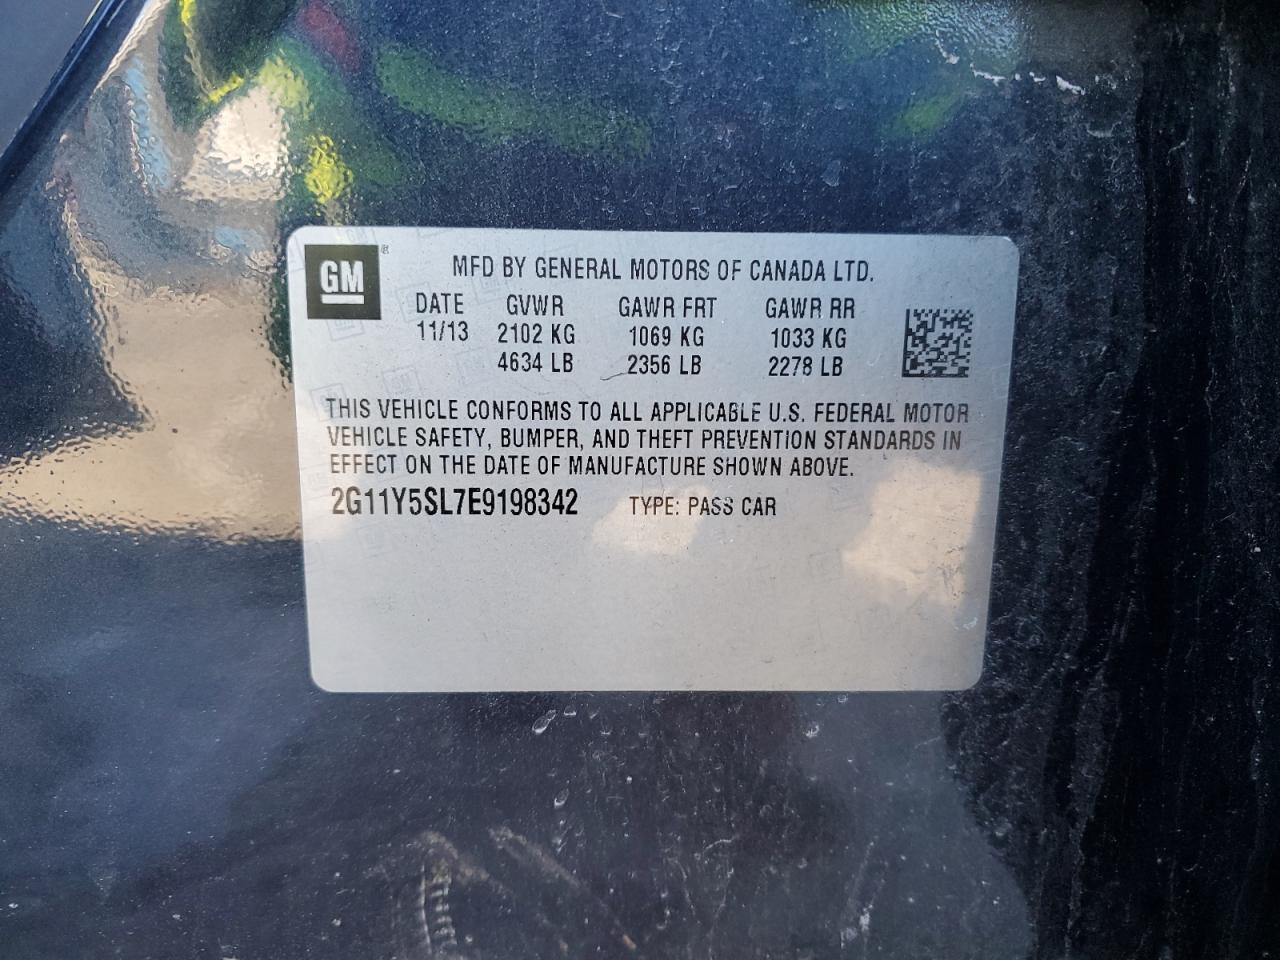 GM ®
MFD BY GENERAL MOTORS OF CANADA LTD.
DATE GVWR GAWR FRT GAWR RR
11/13 2102 KG 1069 KG 1033 KG
4634 LB 2356 LB 2278 LB
THIS VEHICLE CONFORMS TO ALL APPLICABLE U.S. FEDERAL MOTOR
VEHICLE SAFETY, BUMPER, AND THEFT PREVENTION STANDARDS IN
EFFECT ON THE DATE OF MANUFACTURE SHOWN ABOVE.
2G11Y5SL7E9198342 TYPE: PASS CAR